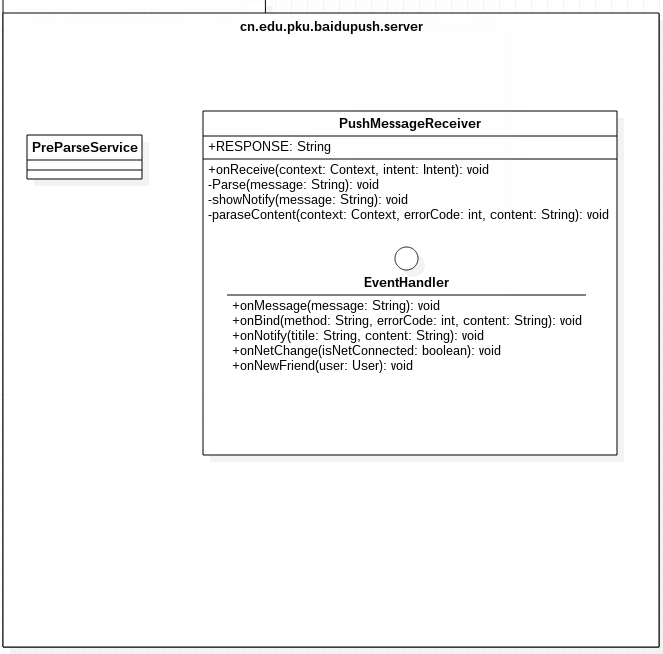 cn.edu.pku.baidupush.server
PreParseService
PushMessageReceiver
+RESPONSE: String
+onReceive(context: Context, intent: Intent): void
-Parse(message: String): void
-showNotify(message: String): void
-paraseContent(context: Context, errorCode: int, content: String): void
EventHandler
+onMessage(message: String): void
+onBind(method: String, errorCode: int, content: String): void
+onNotify(titile: String, content: String): void
+onNetChange(isNetConnected: boolean): void
+onNewFriend(user: User): void